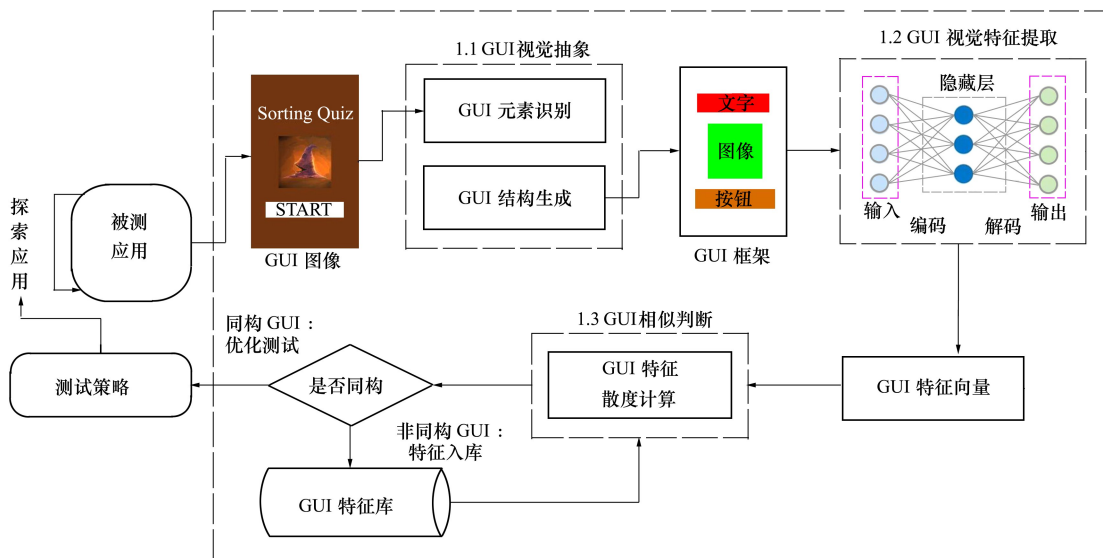 1.1 GUI视觉抽象
1.2 GUI 视觉特征提取
Sorting Quiz
START
GUI 图像
GUI 元素识别
GUI 结构生成
文字
图像
按钮
GUI 框架
隐藏层
输入
输出
编码
解码
探索应用
被测
应用
同构 GUI：
优化测试
1.3 GUI相似判断
测试策略
是否同构
GUI 特征
散度计算
GUI 特征向量
非同构 GUI：
特征入库
GUI 特征库